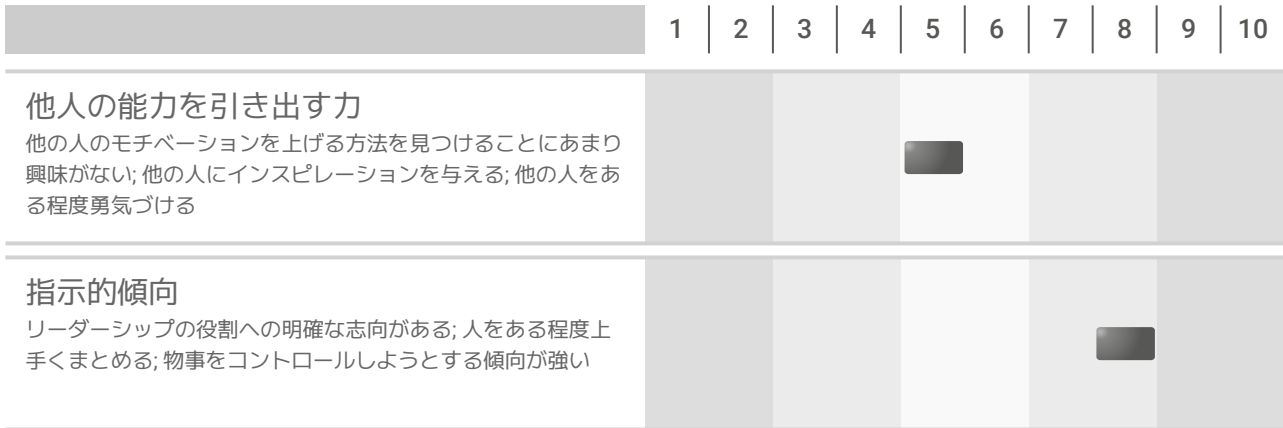 1 2 3 4 5 6 7 8 9 10
他人の能力を引き出す力
他の人のモチベーションを上げる方法を見つけることにあまり
興味がない; 他の人にインスピレーションを与える; 他の人をあ
る程度勇気づける
指示的傾向
リーダーシップの役割への明確な志向がある; 人をある程度上
手くまとめる; 物事をコントロールしようとする傾向が強い